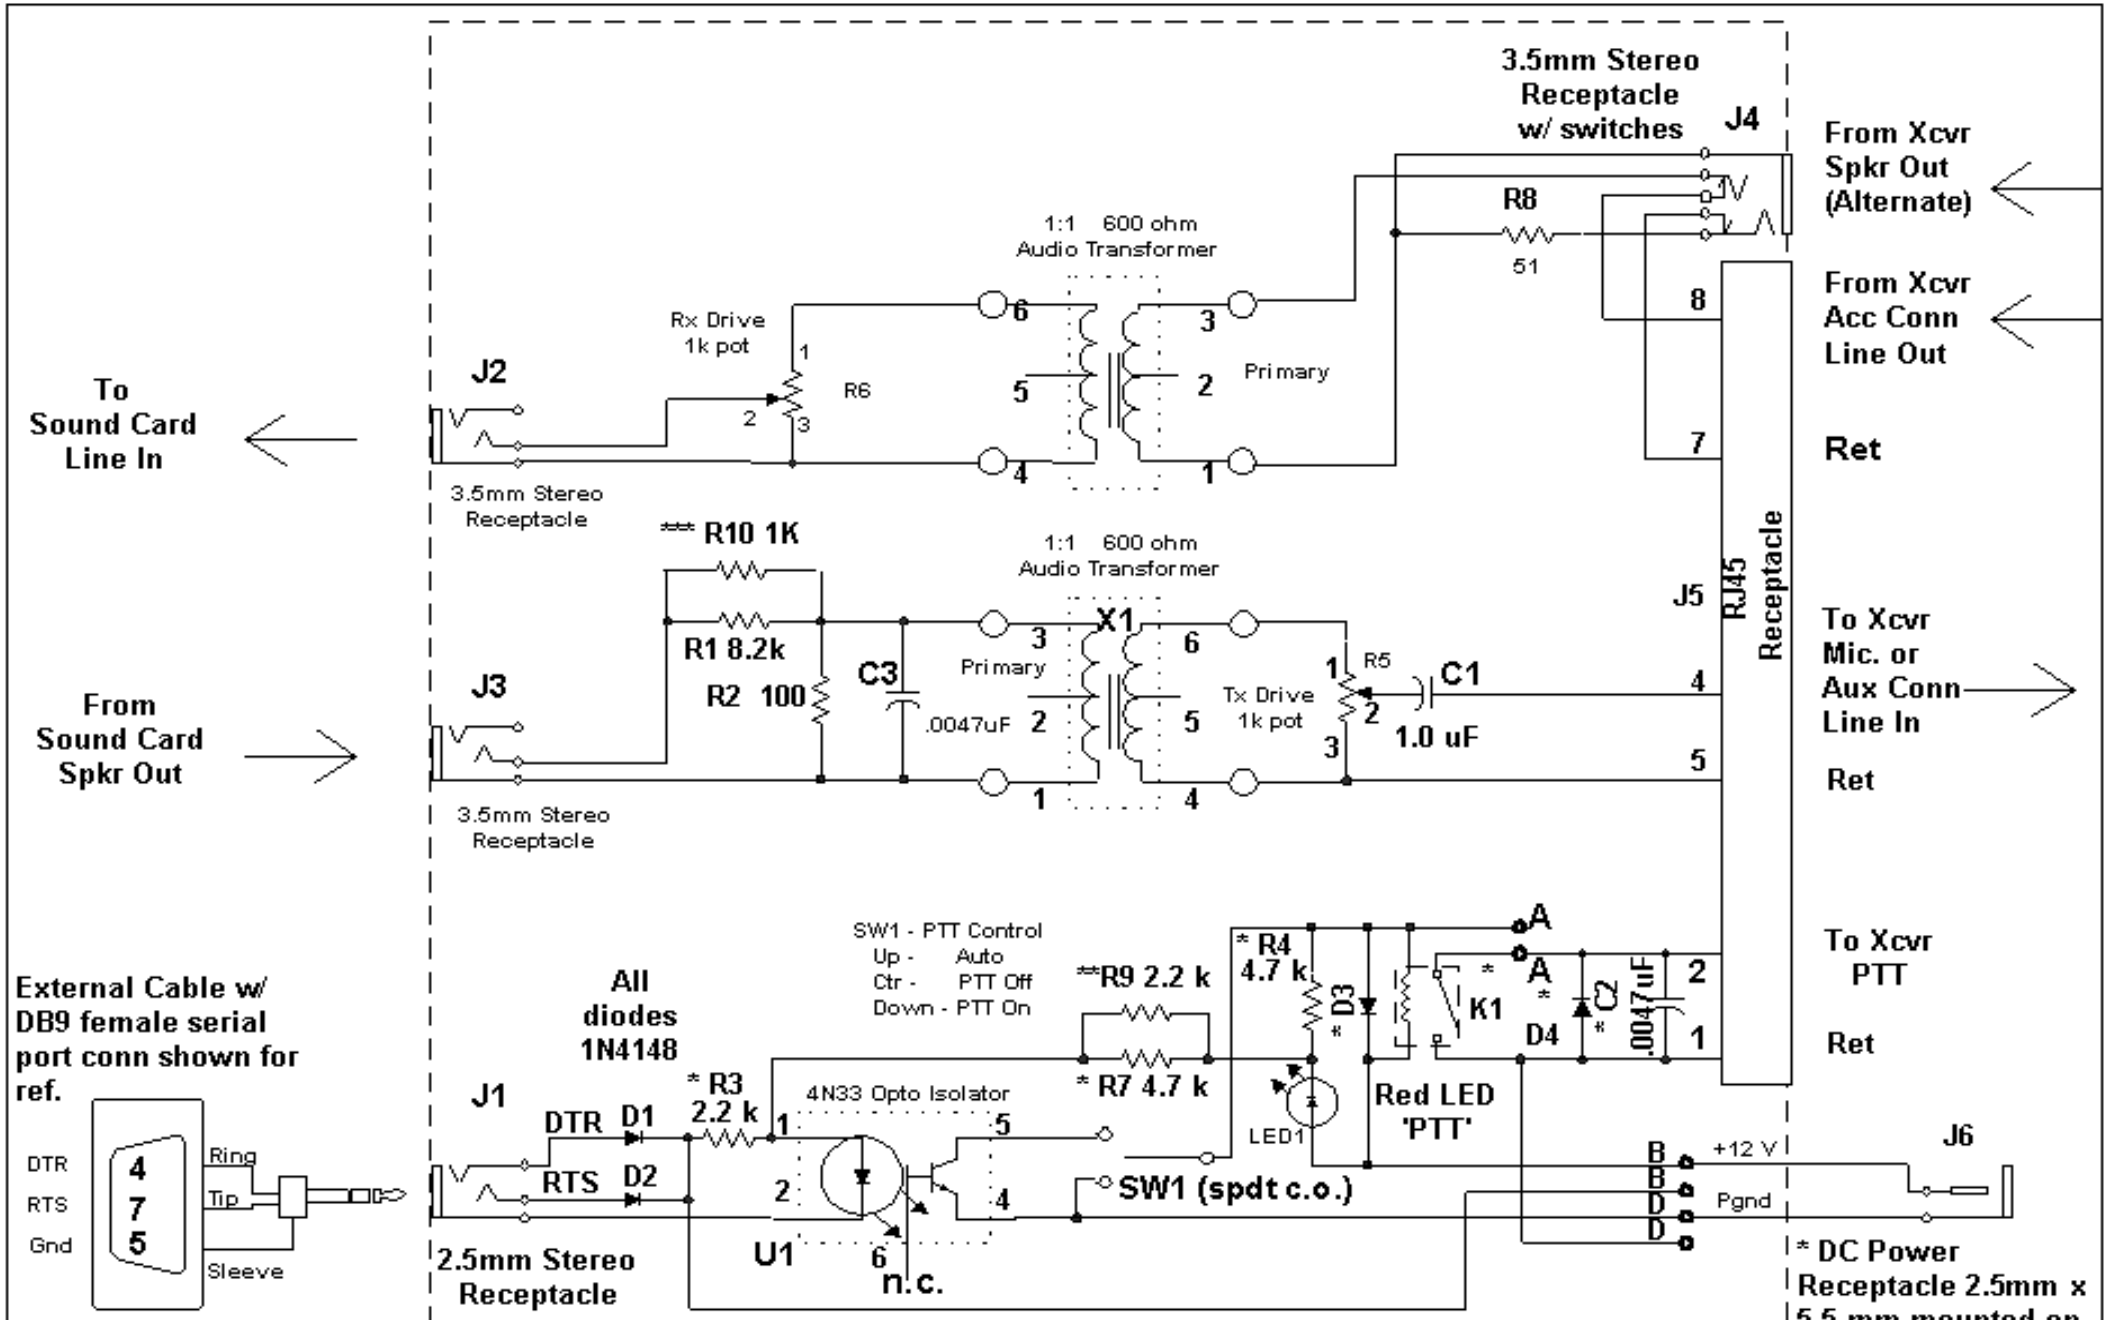 3.5mm Stereo
Receptacle
w/ switches
J4
From Xcvr
Spkr Out
(Alternate)
R8
51
1:1 600 ohm
Audio Transformer
8
From Xcvr
Acc Conn
Line Out
Rx Drive
1k pot
1
R6
2
3
6
5
4
3
2
1
Primary
7
Ret
J2
To
Sound Card
Line In
3.5mm Stereo
Receptacle
*** R10 1K
R1 8.2k
R2 100
C3
.0047uF
1:1 600 ohm
Audio Transformer
X1
3
Primary
2
1
6
5
4
Tx Drive
1k pot
1
R5
2
3
C1
1.0 uF
J5
RJ45
Receptacle
4
5
To Xcvr
Mic. or
Aux Conn
Line In
Ret
J3
From
Sound Card
Spkr Out
3.5mm Stereo
Receptacle
SW1 - PTT Control
Up - Auto
Ctr - PTT Off
Down - PTT On
* R4
4.7 k
**R9 2.2 k
* R7 4.7 k
* D3
*
K1
A
A
*
D4
* C2
.0047uF
2
1
To Xcvr
PTT
Ret
External Cable w/
DB9 female serial
port conn shown for
ref.
All
diodes
1N4148
J1
DTR
D1
RTS
D2
* R3
2.2 k
4N33 Opto Isolator
1
2
5
4
6
n.c.
U1
LED1
Red LED
'PTT'
SW1 (spdt c.o.)
B
B
D
D
+12 V
Pgnd
J6
DTR
RTS
Gnd
4
7
5
Ring
Tip
Sleeve
2.5mm Stereo
Receptacle
* DC Power
Receptacle 2.5mm x
5.5 mm mounted on